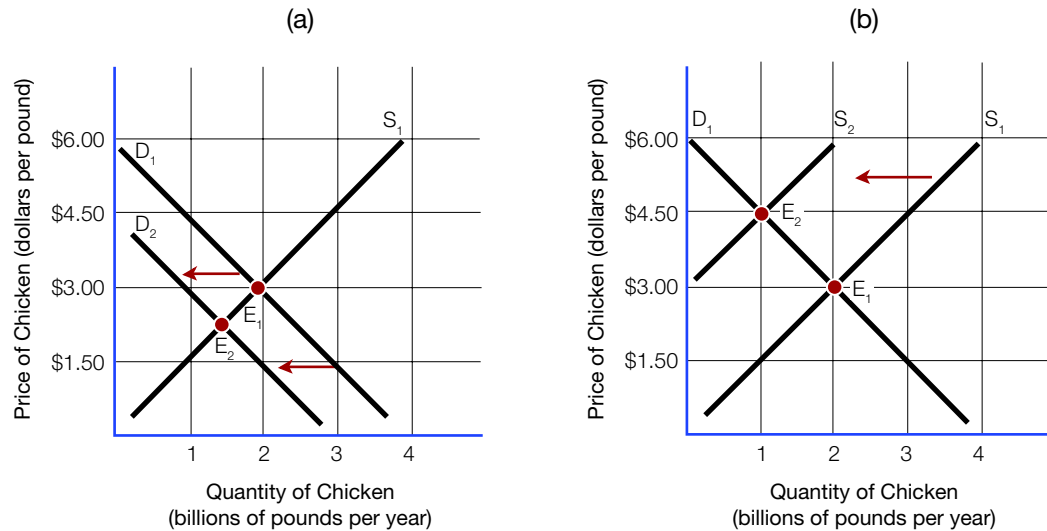 (a)
Price of Chicken (dollars per pound)
$6.00
$4.50
$3.00
$1.50
D1
D2
S1
E1
E2
1 2 3 4
Quantity of Chicken
(billions of pounds per year)
(b)
Price of Chicken (dollars per pound)
$6.00
$4.50
$3.00
$1.50
D1
S2
S1
E2
E1
1 2 3 4
Quantity of Chicken
(billions of pounds per year)